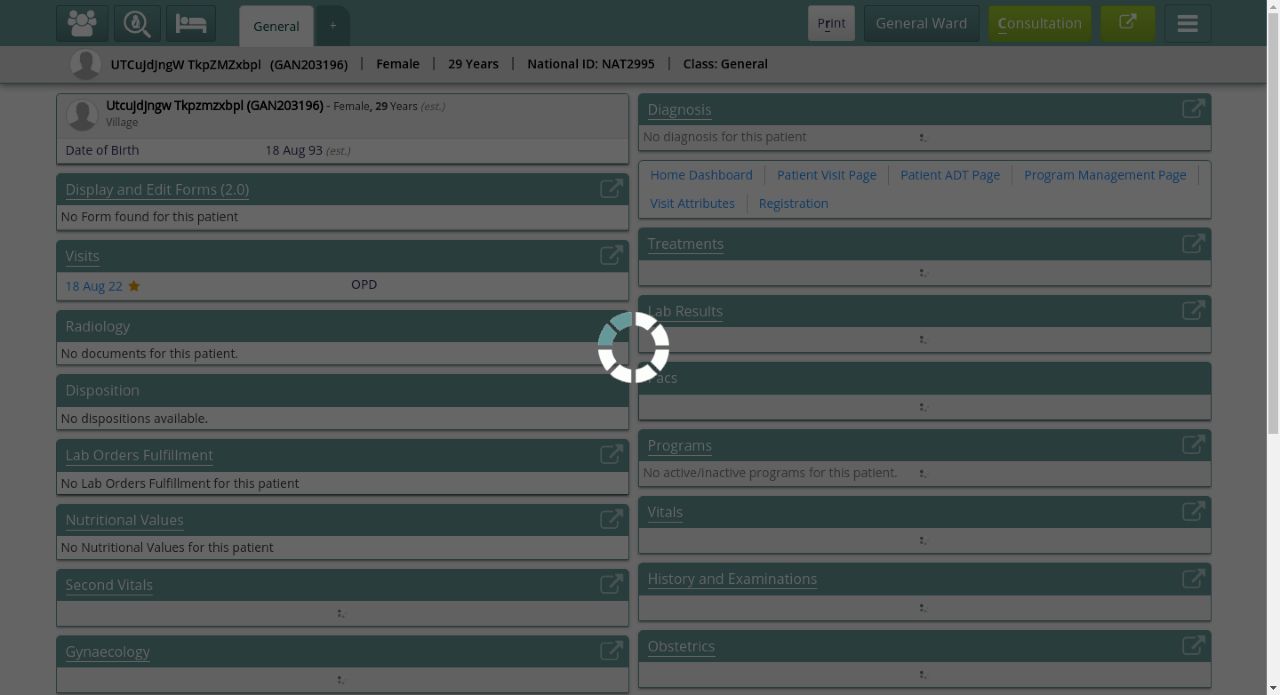 General
+
Print
General Ward
Consultation
UTCuJdJngW TkpZMZxbpl (GAN203196) | Female | 29 Years | National ID: NAT2995 | Class: General
UtcuJdJngw Tkpzmzxbpl (GAN203196) - Female, 29 Years (est.)
Village
Date of Birth 18 Aug 93 (est.)
Display and Edit Forms (2.0)
No Form found for this patient
Visits
18 Aug 22 OPD
Radiology
No documents for this patient.
Disposition
No dispositions available.
Lab Orders Fulfillment
No Lab Orders Fulfillment for this patient
Nutritional Values
No Nutritional Values for this patient
Second Vitals
Gynaecology
Diagnosis
No diagnosis for this patient
Home Dashboard | Patient Visit Page | Patient ADT Page | Program Management Page |
Visit Attributes | Registration
Treatments
Lab Results
Pacs
Programs
No active/inactive programs for this patient.
Vitals
History and Examinations
Obstetrics